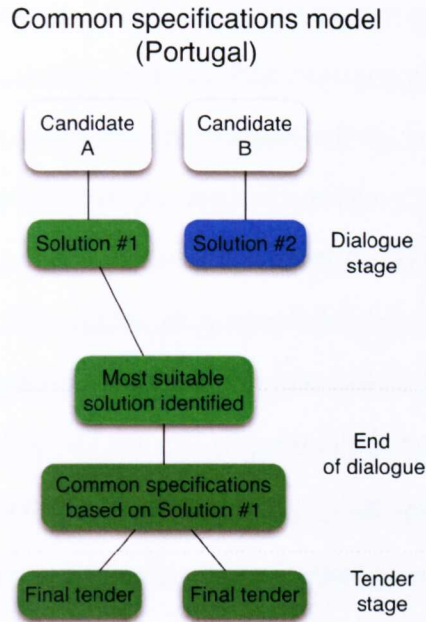 Common specifications model
(Portugal)
Candidate
A
Candidate
B
Solution #1
Solution #2
Dialogue
stage
Most suitable
solution identified
End
of dialogue
Common specifications
based on Solution #1
Final tender
Final tender
Tender
stage